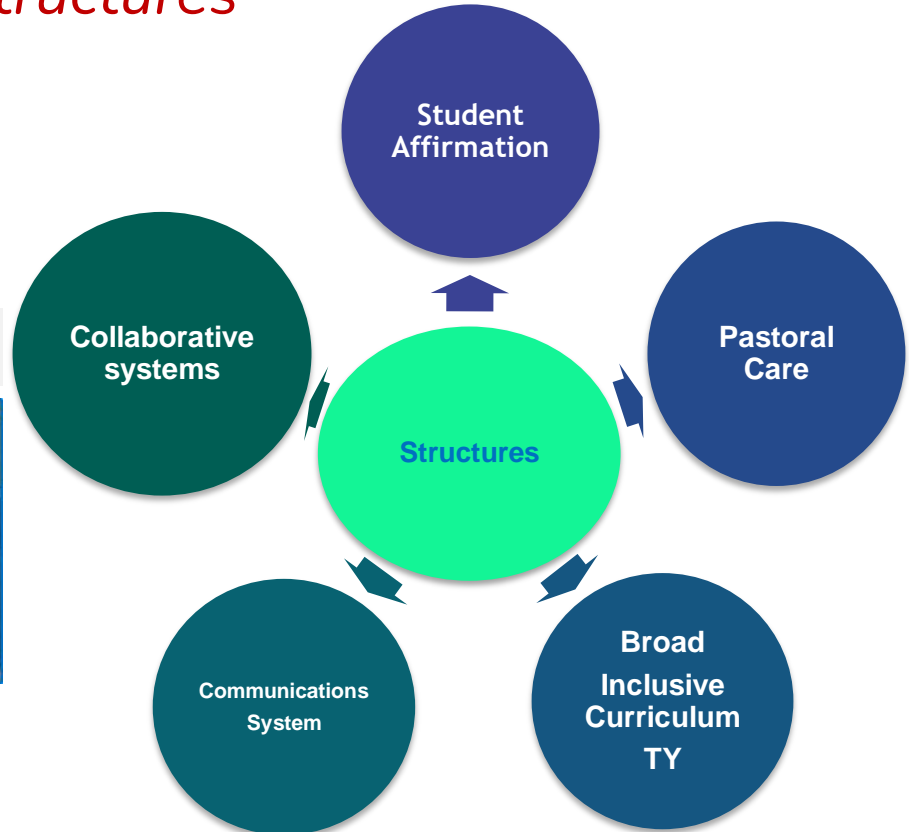 tructures
Student
Affirmation
Collaborative
systems
Pastoral
Care
Structures
Communications
System
Broad
Inclusive
Curriculum
TY